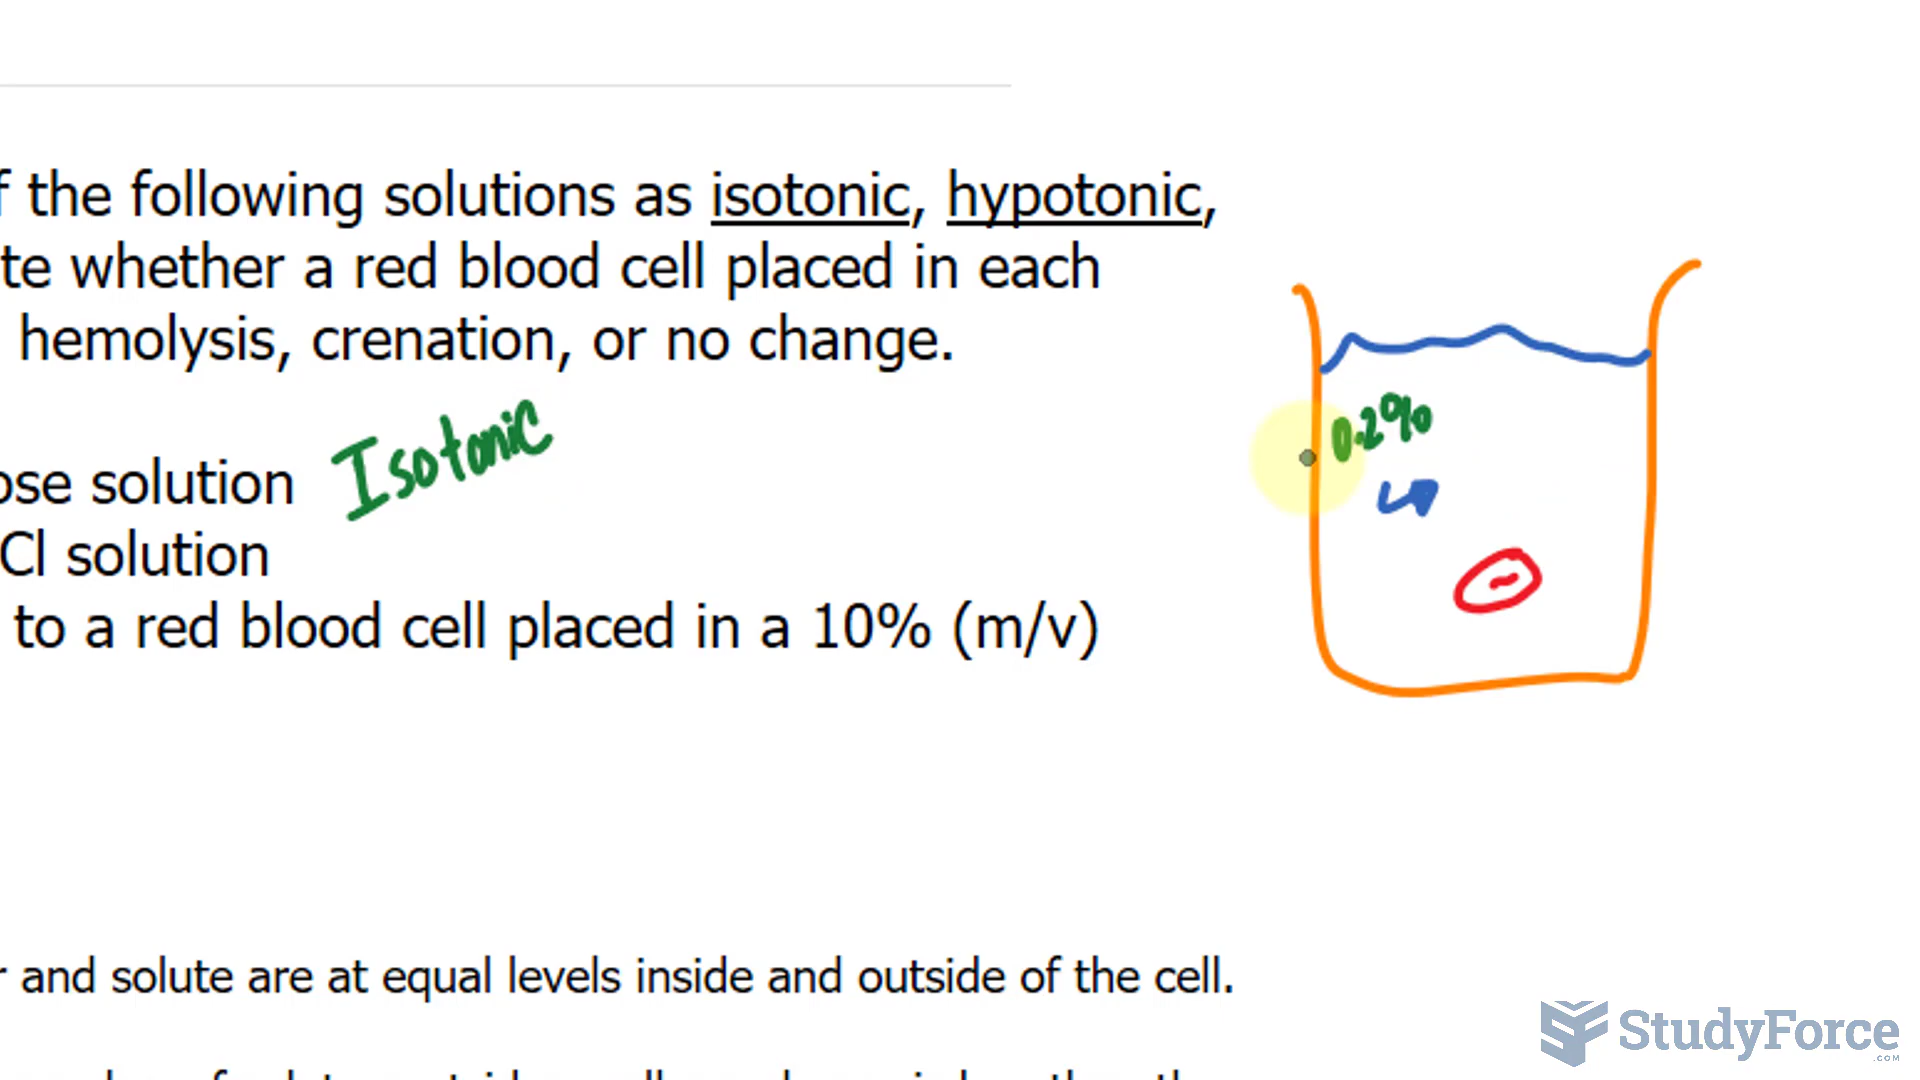 f the following solutions as isotonic, hypotonic,
te whether a red blood cell placed in each
hemolysis, crenation, or no change.
Isotonic
0.2%
ose solution
Cl solution
to a red blood cell placed in a 10% (m/v)
r and solute are at equal levels inside and outside of the cell.
StudyForce
.COM